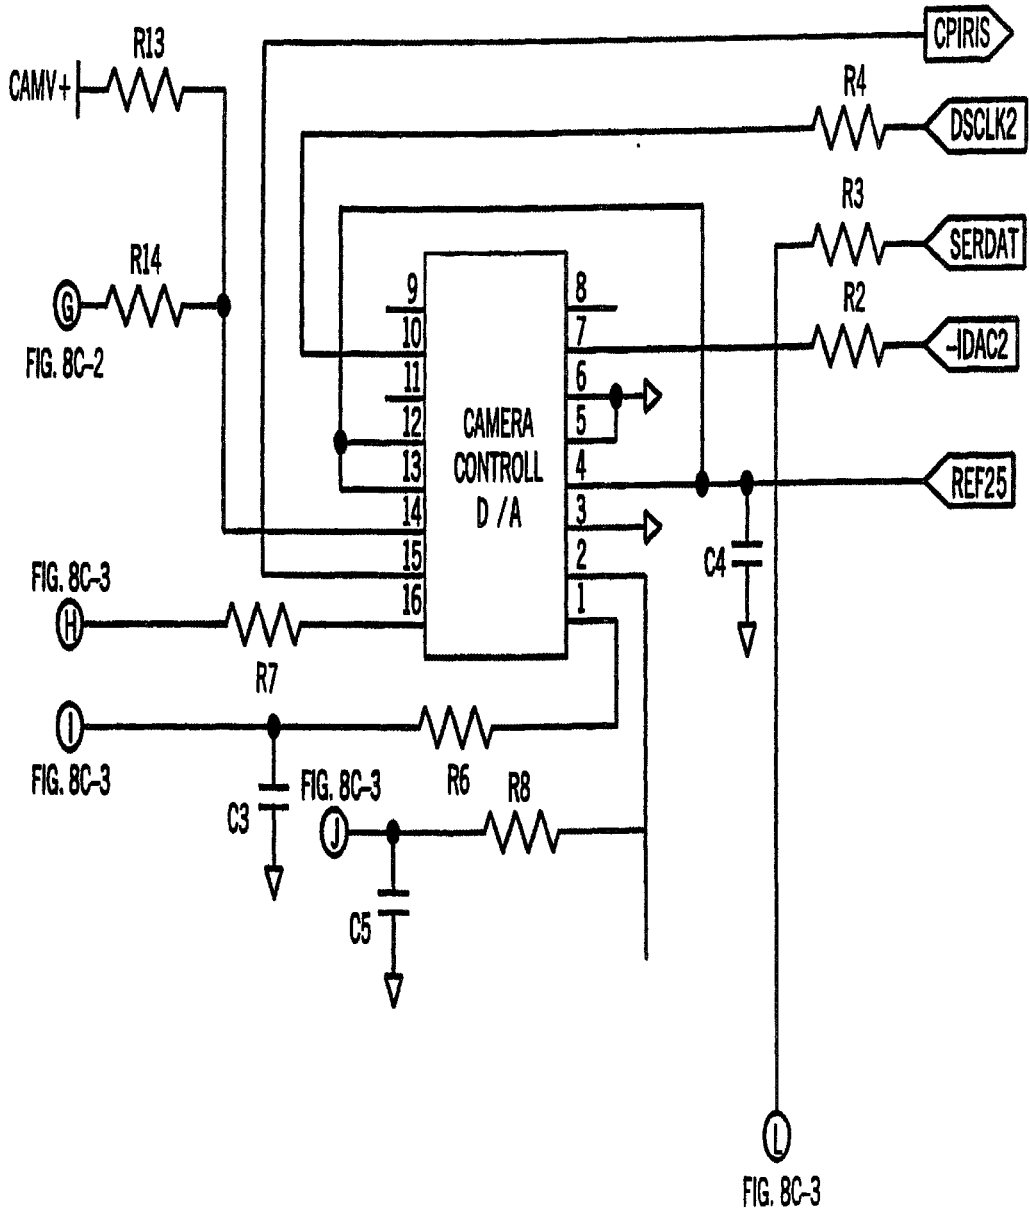 R13
CPIRIS
CAMV+
R4
DSCLK2
R3
SERDAT
R14
G
FIG. 8C-2
R2
-IDAC2
9
10
11
12
13
14
15
16
CAMERA
CONTROLL
D /A
8
7
6
5
4
3
2
1
REF25
C4
FIG. 8C-3
H
R7
I
FIG. 8C-3
R6
C3
FIG. 8C-3
J
R8
C5
L
FIG. 8C-3